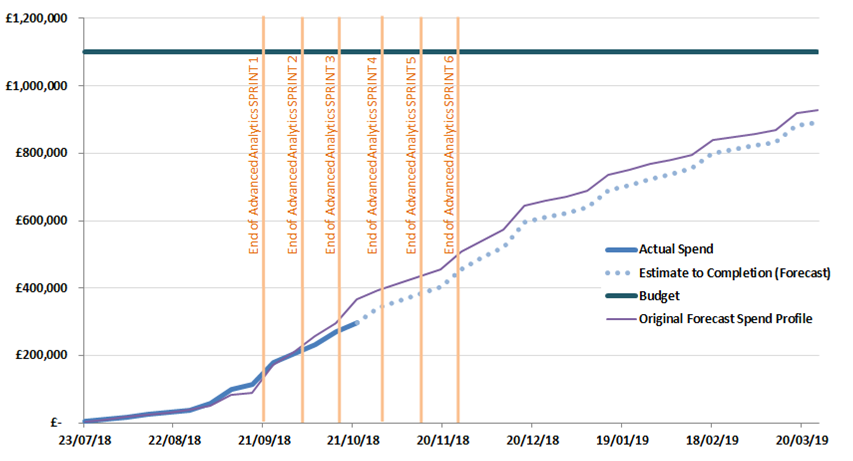 £1,200,000
£1,000,000
£800,000
£600,000
£400,000
£200,000
£-
End of Advanced Analytics SPRINT 1
End of Advanced Analytics SPRINT 2
End of Advanced Analytics SPRINT 3
End of Advanced Analytics SPRINT 4
End of Advanced Analytics SPRINT 5
End of Advanced Analytics SPRINT 6
Actual Spend
Estimate to Completion (Forecast)
Budget
Original Forecast Spend Profile
23/07/18
22/08/18
21/09/18
21/10/18
20/11/18
20/12/18
19/01/19
18/02/19
20/03/19